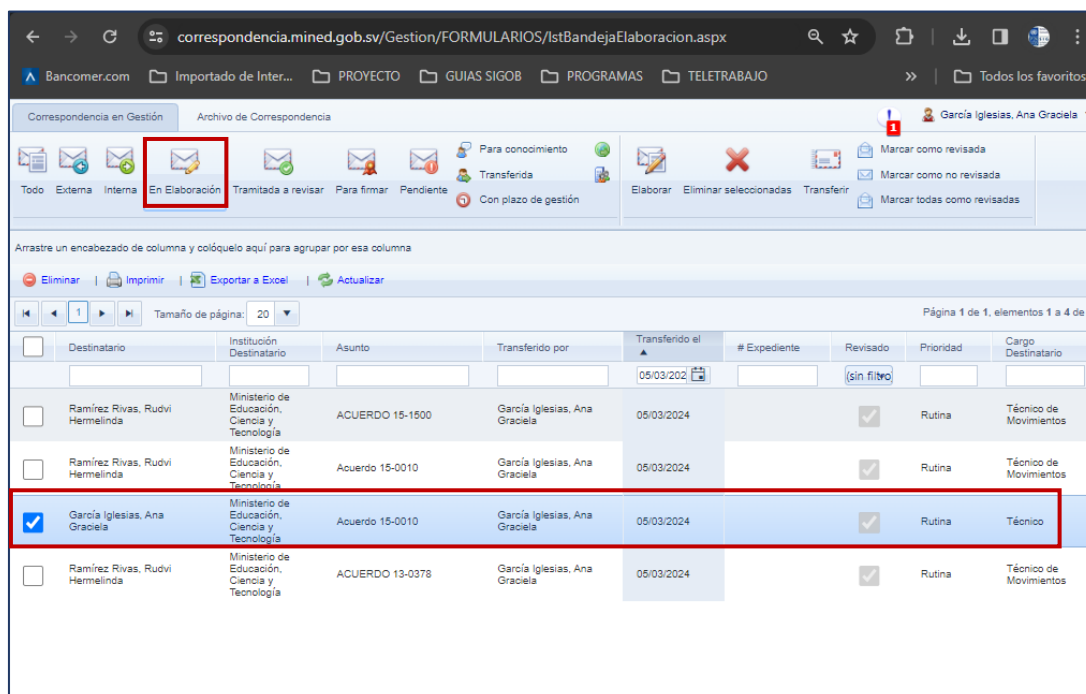 correspondencia.mined.gob.sv/Gestion/FORMULARIOS/lstBandejaElaboracion.aspx
Bancomer.com Importado de Inter... PROYECTO GUIAS SIGOB PROGRAMAS TELETRABAJO » Todos los favoritos
Correspondencia en Gestión Archivo de Correspondencia 1 García Iglesias, Ana Graciela
Todo Externa Interna En Elaboración Tramitada a revisar Para firmar Pendiente
Para conocimiento
Transferida
Con plazo de gestión
Elaborar Eliminar seleccionadas Transferir
Marcar como revisada
Marcar como no revisada
Marcar todas como revisadas
Arrastre un encabezado de columna y colóquelo aquí para agrupar por esa columna
Eliminar | Imprimir | Exportar a Excel | Actualizar
1 Tamaño de página: 20 Página 1 de 1, elementos 1 a 4 de
Destinatario Institución Destinatario Asunto Transferido por Transferido el # Expediente Revisado Prioridad Cargo Destinatario
05/03/202 (sin filtro)
Ramírez Rivas, Rudvi Hermelinda Ministerio de Educación, Ciencia y Tecnología ACUERDO 15-1500 García Iglesias, Ana Graciela 05/03/2024 Rutina Técnico de Movimientos
Ramírez Rivas, Rudvi Hermelinda Ministerio de Educación, Ciencia y Tecnología Acuerdo 15-0010 García Iglesias, Ana Graciela 05/03/2024 Rutina Técnico de Movimientos
García Iglesias, Ana Graciela Ministerio de Educación, Ciencia y Tecnología Acuerdo 15-0010 García Iglesias, Ana Graciela 05/03/2024 Rutina Técnico
Ramírez Rivas, Rudvi Hermelinda Ministerio de Educación, Ciencia y Tecnología ACUERDO 13-0378 García Iglesias, Ana Graciela 05/03/2024 Rutina Técnico de Movimientos